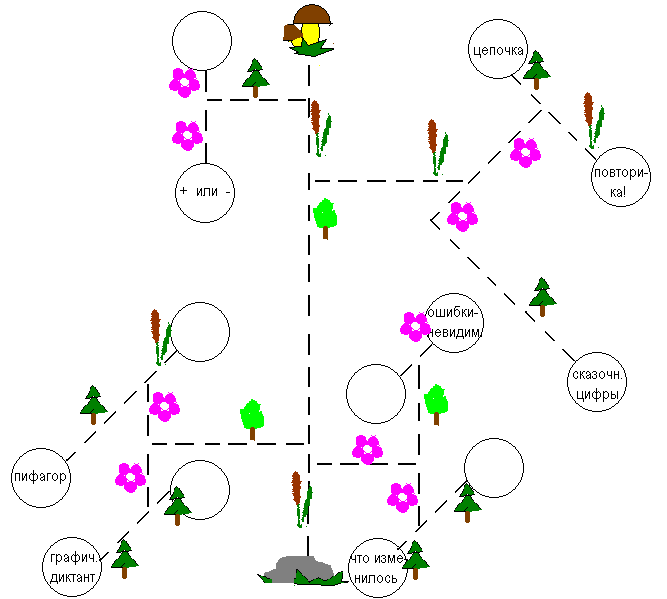 цепочка
повтори-
ка!
+ или -
ошибки-
невидим.
сказочн.
цифры
пифагор
графич.
диктант
что изме-
нилось